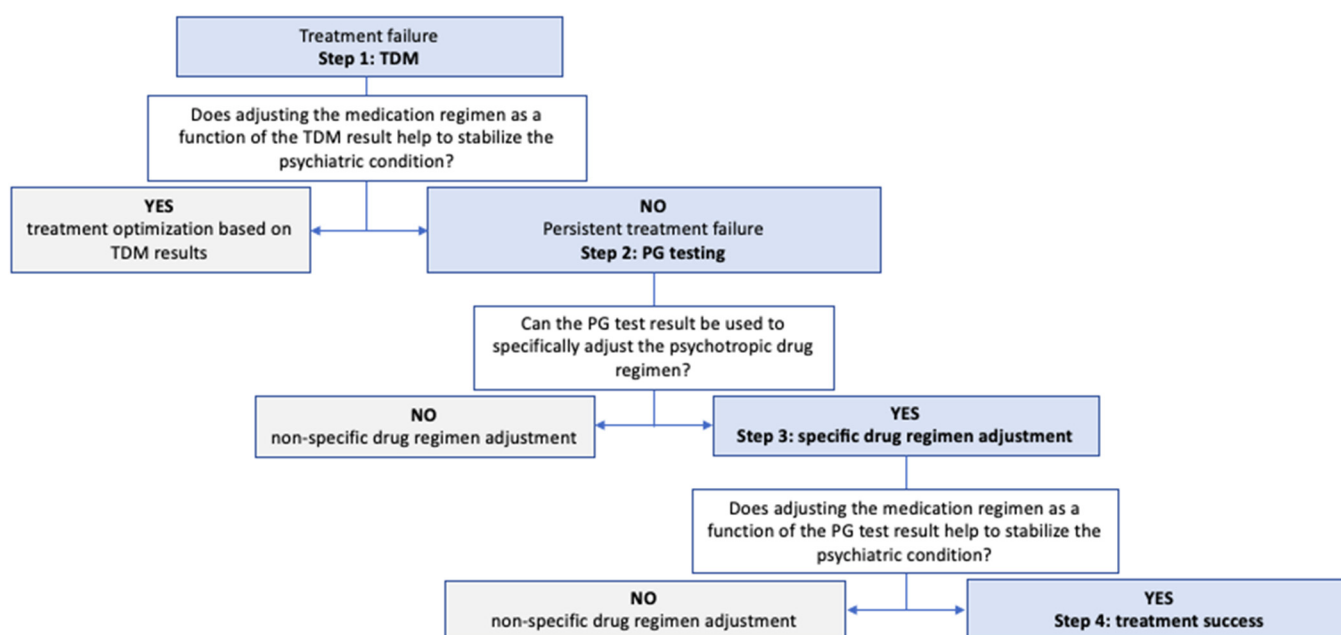 Treatment failure
Step 1: TDM
Does adjusting the medication regimen as a
function of the TDM result help to stabilize the
psychiatric condition?
YES
treatment optimization based on
TDM results
NO
Persistent treatment failure
Step 2: PG testing
Can the PG test result be used to
specifically adjust the psychotropic drug
regimen?
NO
non-specific drug regimen adjustment
YES
Step 3: specific drug regimen adjustment
Does adjusting the medication regimen as a
function of the PG test result help to stabilize the
psychiatric condition?
NO
non-specific drug regimen adjustment
YES
Step 4: treatment success